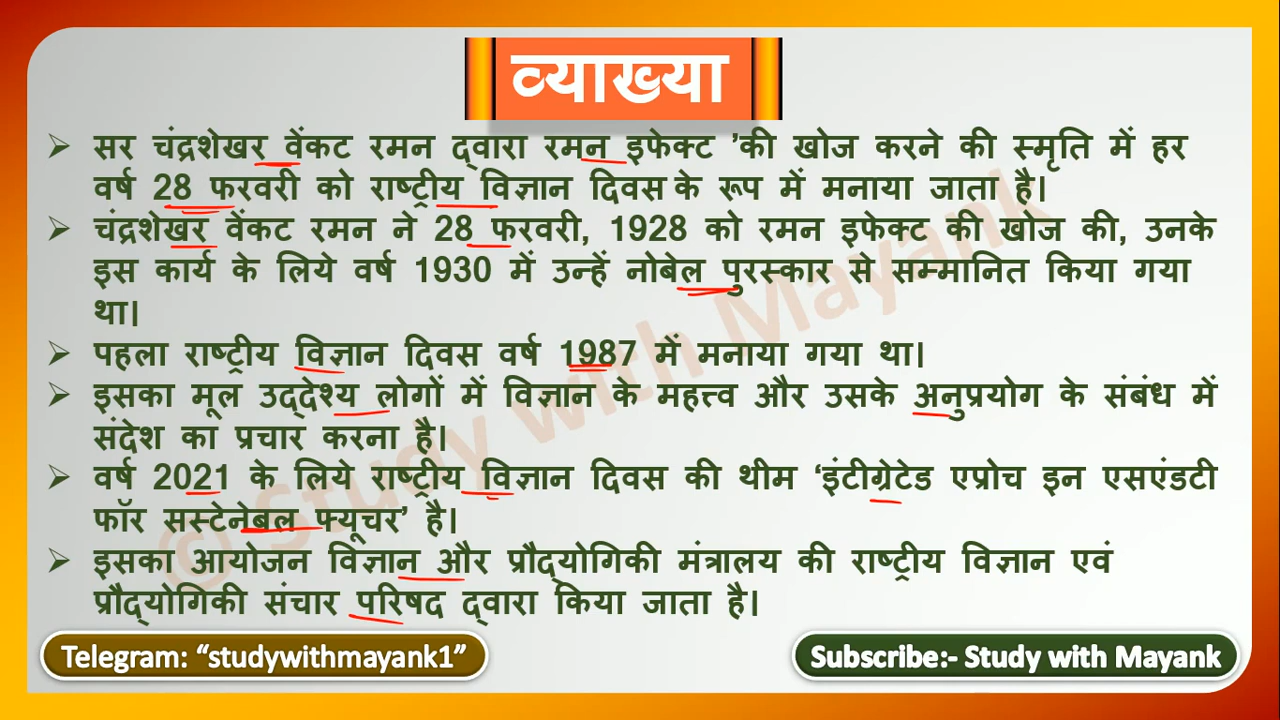 व्याख्या
➢ सर चंद्रशेखर वेंकट रमन द्वारा रमन इफेक्ट ’की खोज करने की स्मृति में हर
वर्ष 28 फरवरी को राष्ट्रीय विज्ञान दिवस के रूप में मनाया जाता है।
➢ चंद्रशेखर वेंकट रमन ने 28 फरवरी, 1928 को रमन इफेक्ट की खोज की, उनके
इस कार्य के लिये वर्ष 1930 में उन्हें नोबेल पुरस्कार से सम्मानित किया गया
था।
➢ पहला राष्ट्रीय विज्ञान दिवस वर्ष 1987 में मनाया गया था।
➢ इसका मूल उद्देश्य लोगों में विज्ञान के महत्त्व और उसके अनुप्रयोग के संबंध में
संदेश का प्रचार करना है।
➢ वर्ष 2021 के लिये राष्ट्रीय विज्ञान दिवस की थीम ‘इंटीग्रेटेड एप्रोच इन एसएंडटी
फॉर सस्टेनेबल फ्यूचर’ है।
➢ इसका आयोजन विज्ञान और प्रौद्योगिकी मंत्रालय की राष्ट्रीय विज्ञान एवं
प्रौद्योगिकी संचार परिषद द्वारा किया जाता है।
© Study with Mayank
Telegram: “studywithmayank1”
Subscribe:- Study with Mayank